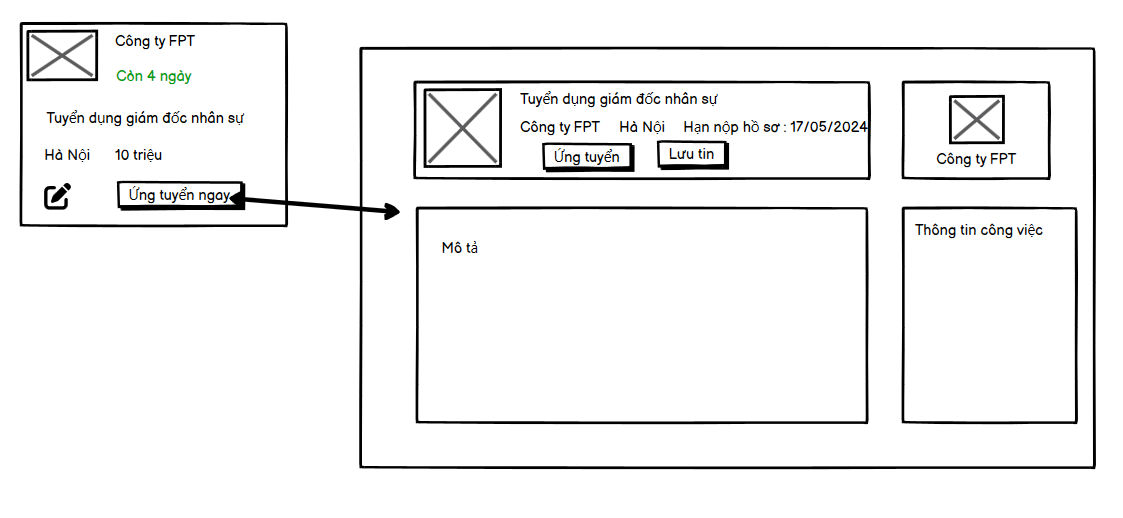 Công ty FPT
Còn 4 ngày
Tuyển dụng giám đốc nhân sự
Hà Nội 10 triệu
Ứng tuyển ngay
Tuyển dụng giám đốc nhân sự
Công ty FPT Hà Nội Hạn nộp hồ sơ : 17/05/2024
Ứng tuyển Lưu tin
Công ty FPT
Mô tả
Thông tin công việc